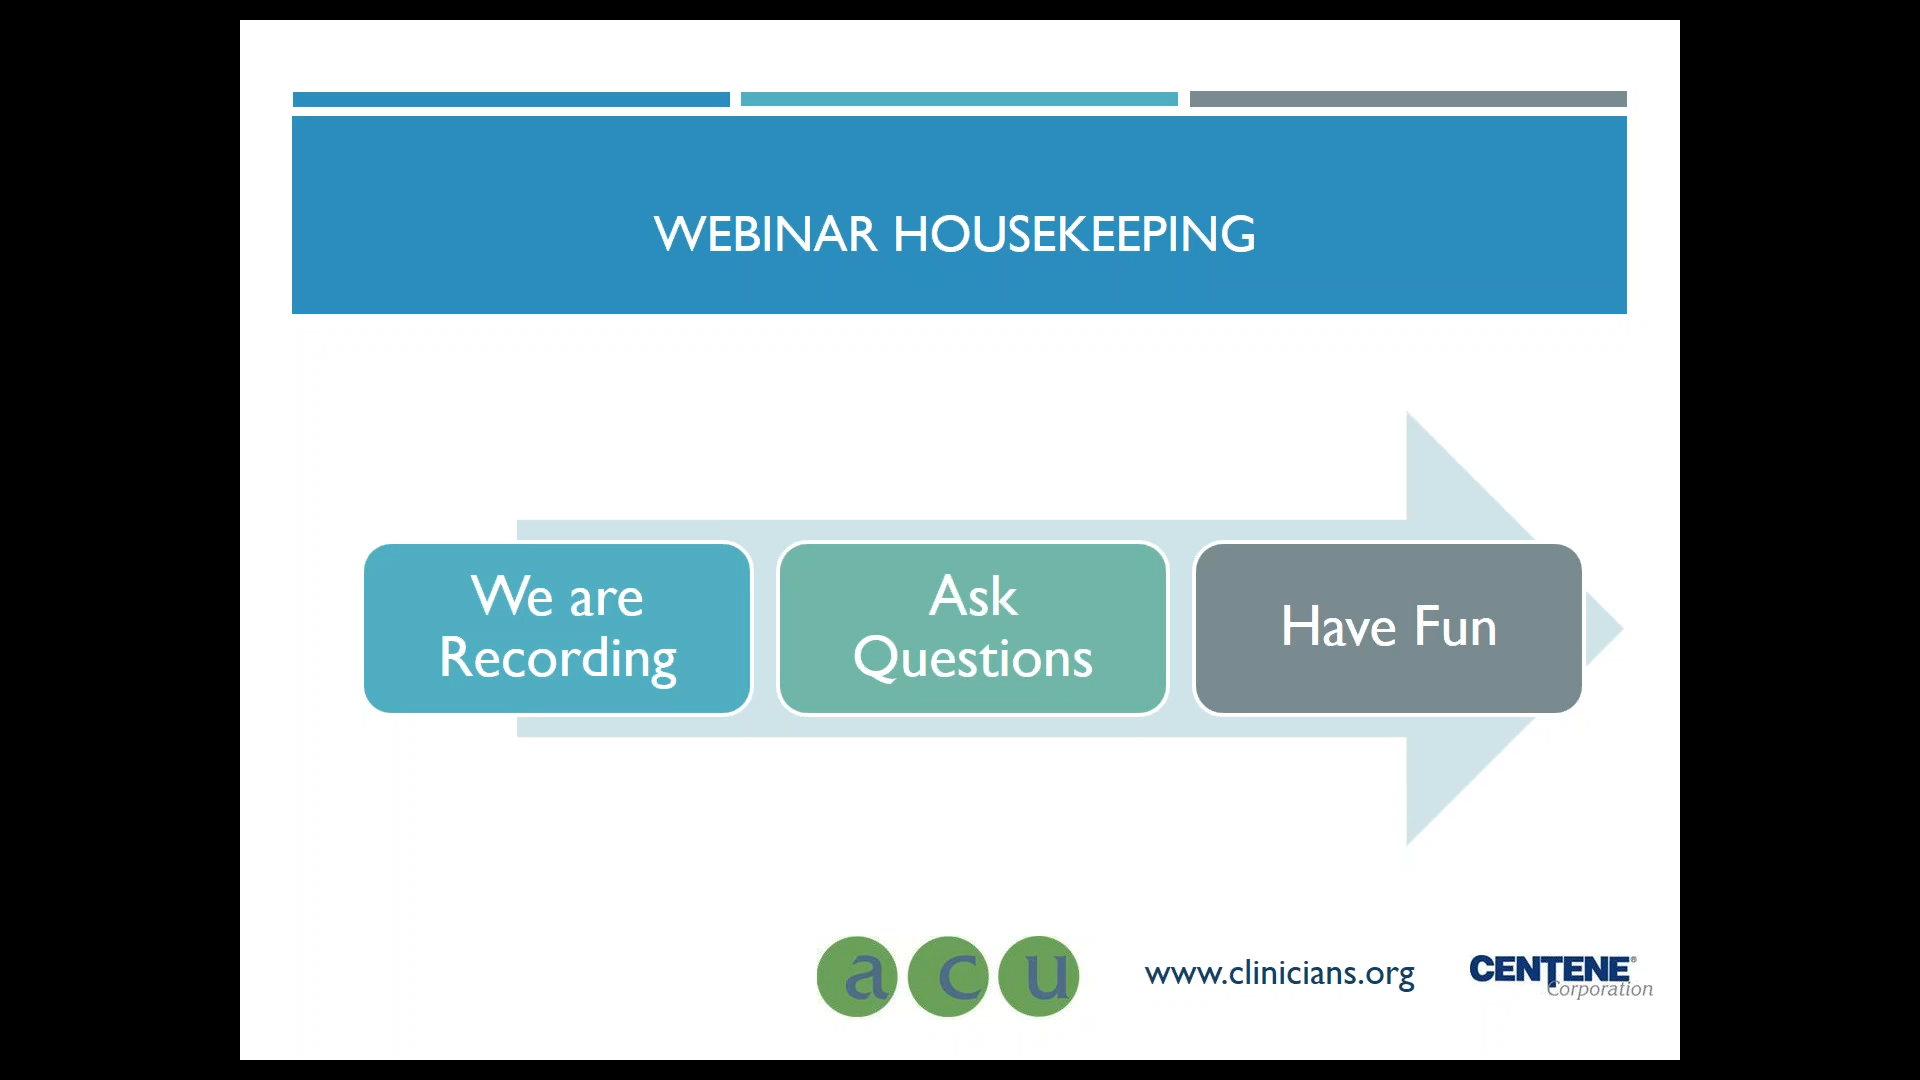 WEBINAR HOUSEKEEPING
We are
Recording
Ask
Questions
Have Fun
a c u
www.clinicians.org
CENTENE®
Corporation